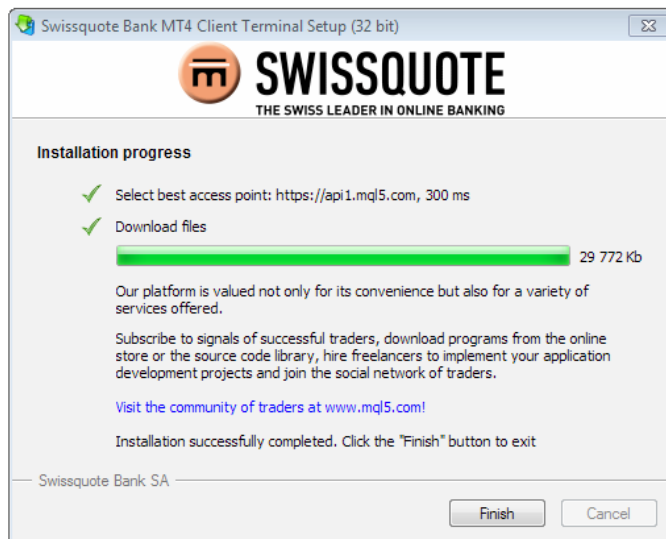 Swissquote Bank MT4 Client Terminal Setup (32 bit)
SWISSQUOTE
THE SWISS LEADER IN ONLINE BANKING
Installation progress
Select best access point: https://api1.mql5.com, 300 ms
Download files
29 772 Kb
Our platform is valued not only for its convenience but also for a variety of
services offered.
Subscribe to signals of successful traders, download programs from the online
store or the source code library, hire freelancers to implement your application
development projects and join the social network of traders.
Visit the community of traders at www.mql5.com!
Installation successfully completed. Click the "Finish" button to exit
Swissquote Bank SA
Finish
Cancel